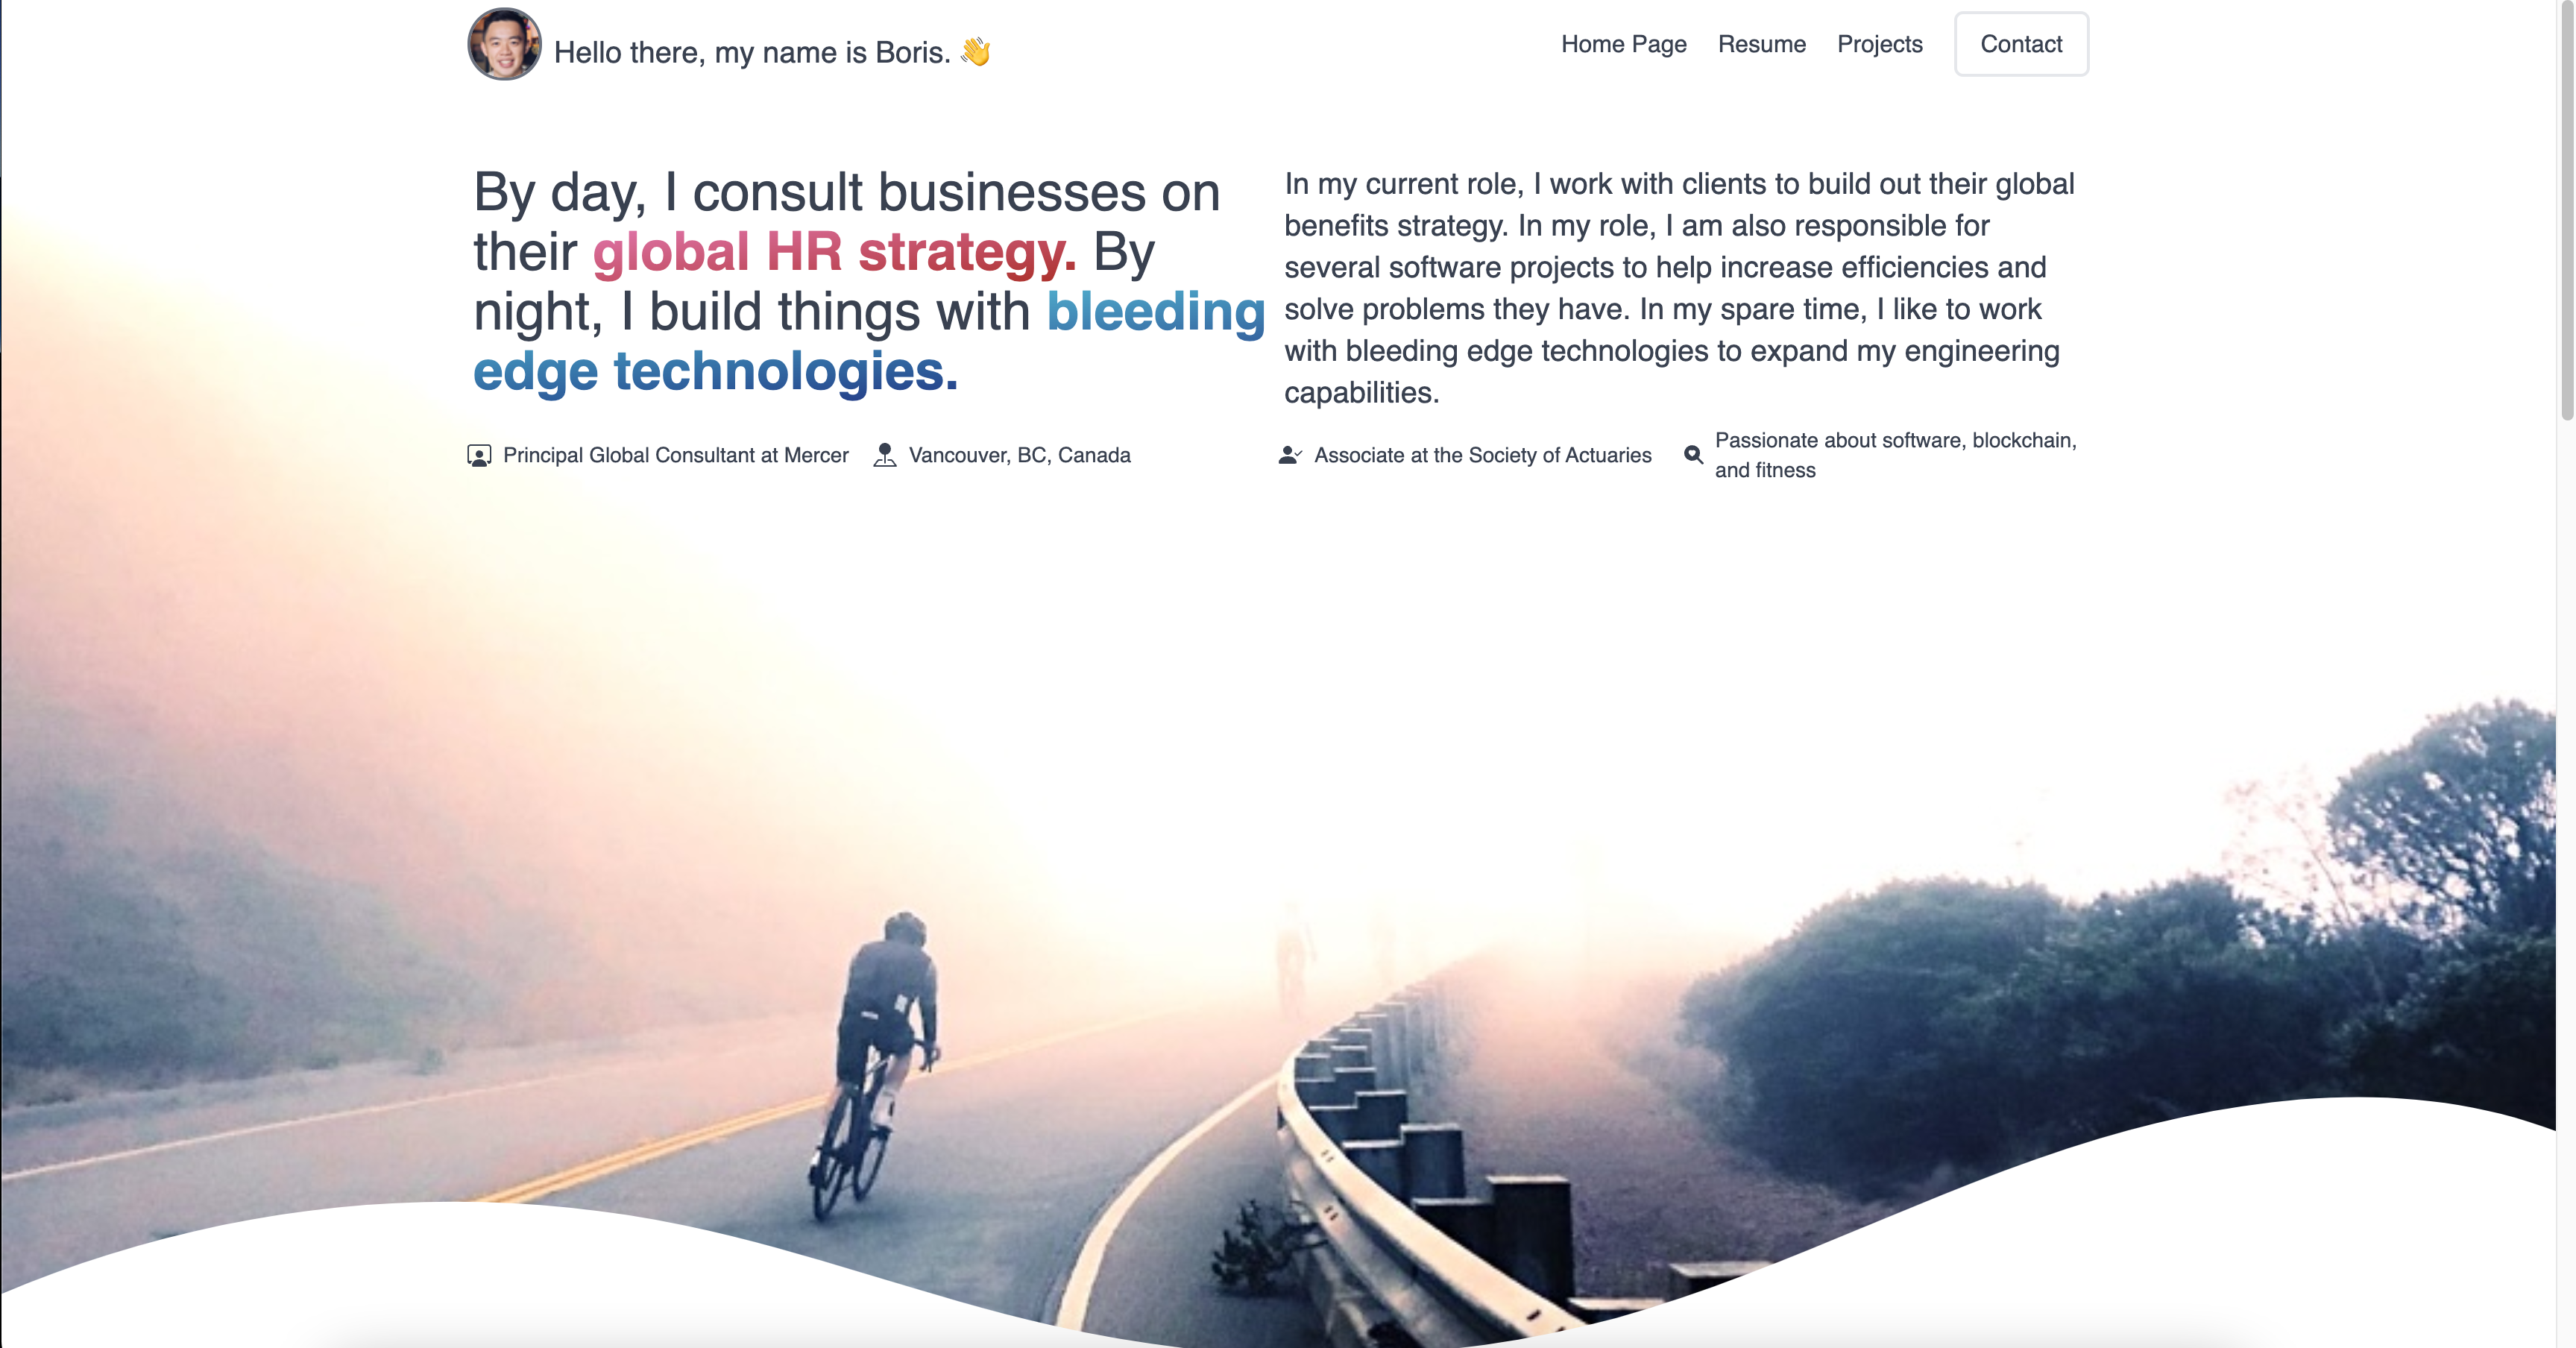 Hello there, my name is Boris. 👋
Home Page
Resume
Projects
Contact
By day, I consult businesses on
their global HR strategy. By
night, I build things with bleeding
edge technologies.
In my current role, I work with clients to build out their global
benefits strategy. In my role, I am also responsible for
several software projects to help increase efficiencies and
solve problems they have. In my spare time, I like to work
with bleeding edge technologies to expand my engineering
capabilities.
Principal Global Consultant at Mercer
Vancouver, BC, Canada
Associate at the Society of Actuaries
Passionate about software, blockchain,
and fitness